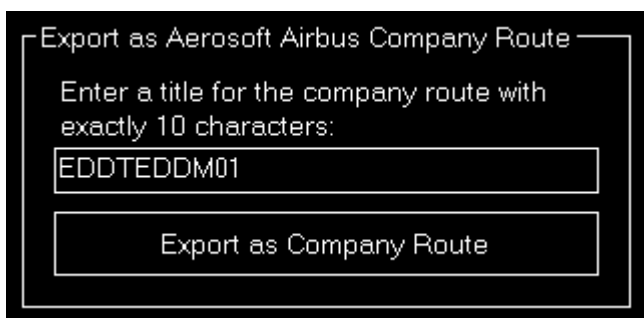 Export as Aerosoft Airbus Company Route
Enter a title for the company route with
exactly 10 characters:
EDDTEDDM01
Export as Company Route